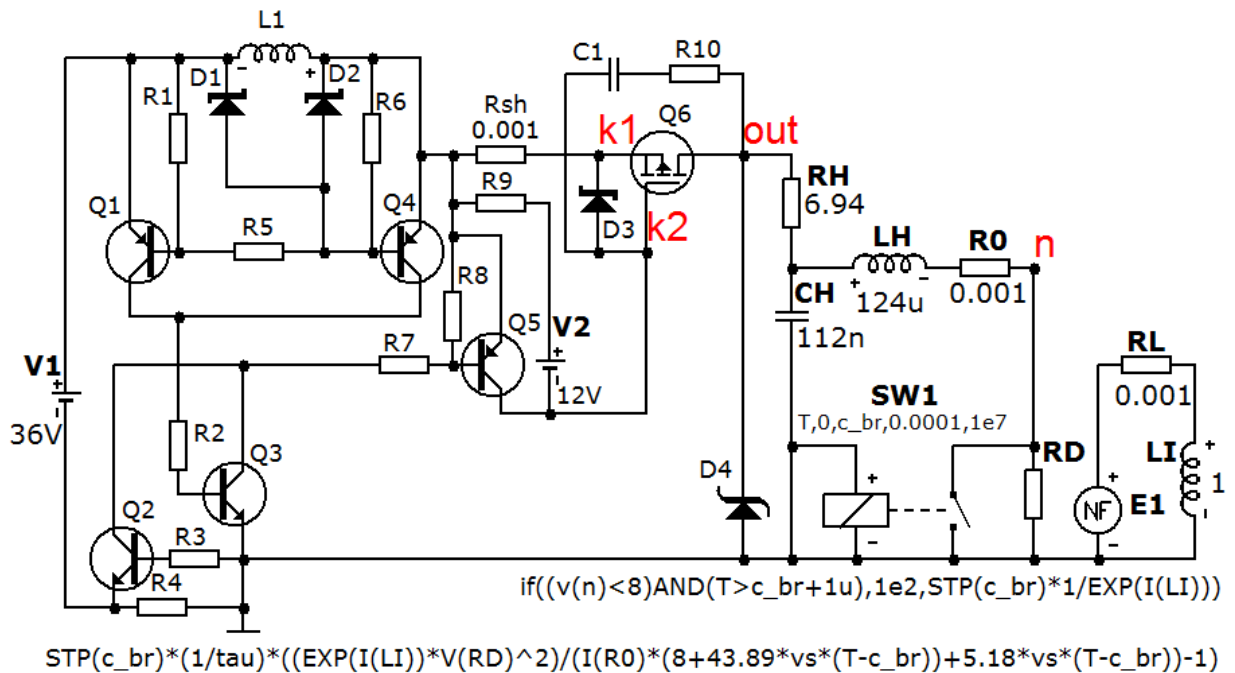 L1
C1
R10
D1
D2
R1
R6
Rsh
0.001
k1
Q6
out
R9
RH
6.94
Q1
R5
Q4
D3
k2
LH
R0
n
R8
CH
124u
0.001
112n
Q5
V2
R7
RL
V1
36V
12V
SW1
0.001
T,0,c_br,0.0001,1e7
R2
Q3
D4
RD
LI
1
Q2
R3
NF
E1
R4
if((v(n)<8)AND(T>c_br+1u),1e2,STP(c_br)*1/EXP(I(LI)))
STP(c_br)*(1/tau)*((EXP(I(LI))*V(RD)^2)/(I(R0)*(8+43.89*vs*(T-c_br))+5.18*vs*(T-c_br))-1)